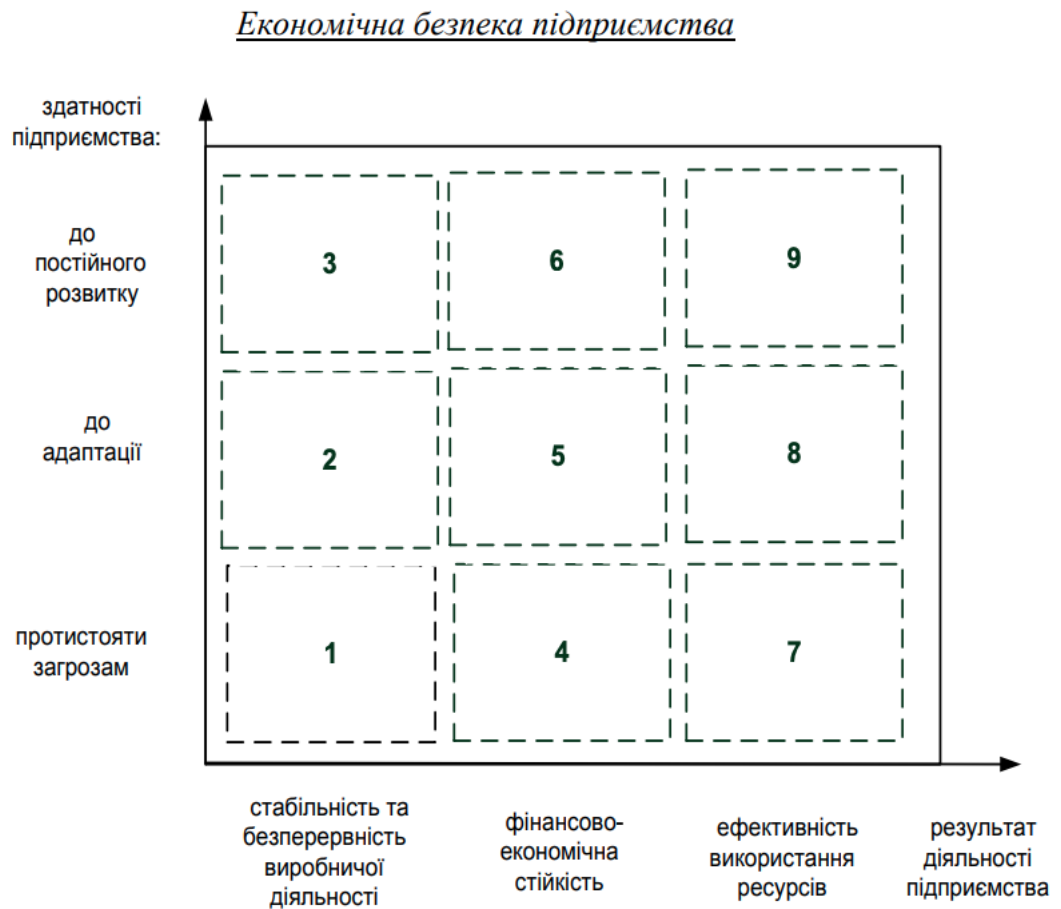 Економічна безпека підприємства
здатності
підприємства:
до
постійного
розвитку
3
6
9
до
адаптації
2
5
8
протистояти
загрозам
1
4
7
стабільність та
безперервність
виробничої
діяльності
фінансово-
економічна
стійкість
ефективність
використання
ресурсів
результат
діяльності
підприємства